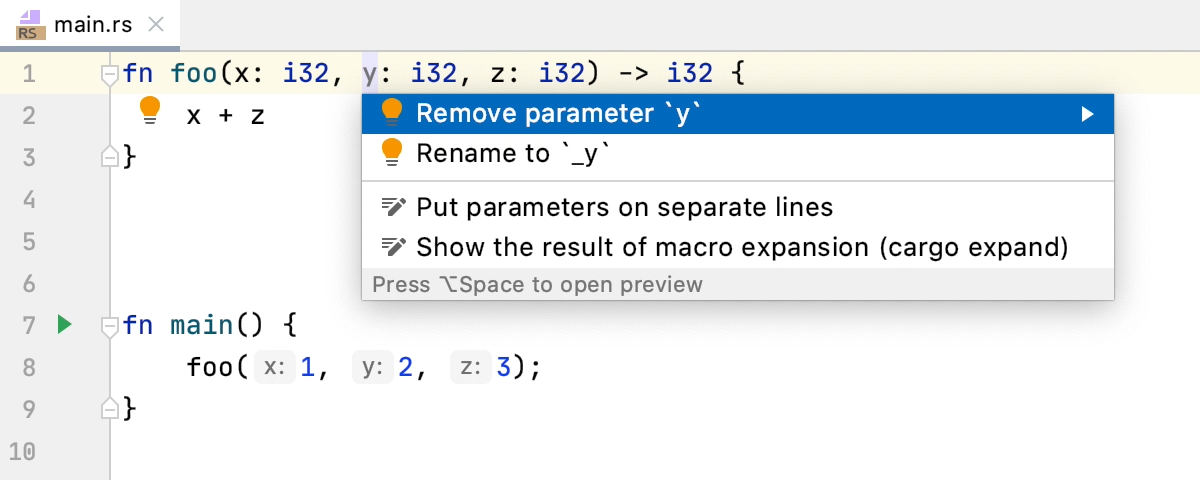 RS main.rs
1 fn foo(x: i32, y: i32, z: i32) -> i32 {
Remove parameter `y`
2 x + z
Rename to `_y`
3 }
4
Put parameters on separate lines
5
Show the result of macro expansion (cargo expand)
6
Press ⌥Space to open preview
7 fn main() {
8 foo( x: 1, y: 2, z: 3);
9 }
10